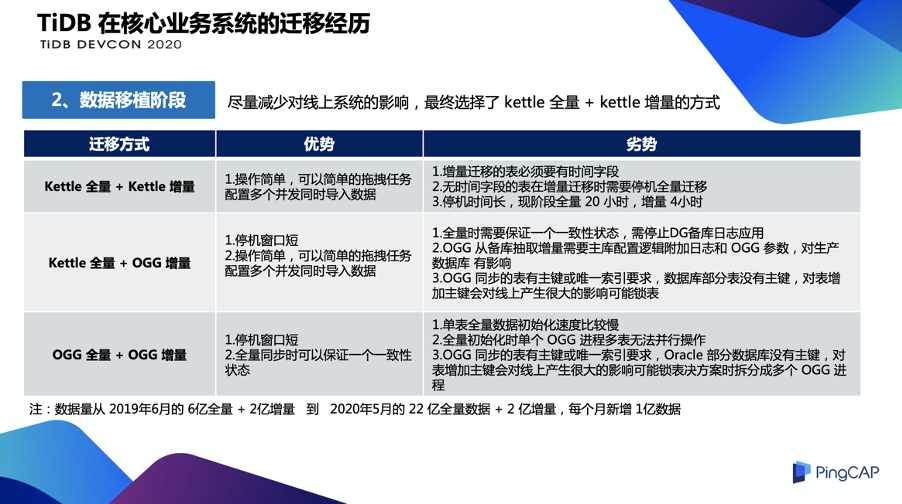 TiDB 在核心业务系统的迁移经历
TiDB DEVCON 2020
2、数据移植阶段
尽量减少对线上系统的影响，最终选择了 kettle 全量 + kettle 增量的方式
迁移方式
优势
劣势
Kettle 全量 + Kettle 增量
1.操作简单，可以简单的拖拽任务
配置多个并发同时导入数据
1.增量迁移的表必须要有时间字段
2.无时间字段的表在增量迁移时需要停机全量迁移
3.停机时间长，现阶段全量 20 小时，增量 4小时
Kettle 全量 + OGG 增量
1.停机窗口短
2.操作简单，可以简单的拖拽任务
配置多个并发同时导入数据
1.全量时需要保证一个一致性状态，需停止DG备库日志应用
2.OGG 从备库抽取增量需要主库配置逻辑附加日志和 OGG 参数，对生产
数据库 有影响
3.OGG 同步的表有主键或唯一索引要求，数据库部分表没有主键，对表增
加主键会对线上产生很大的影响可能锁表
OGG 全量 + OGG 增量
1.停机窗口短
2.全量同步时可以保证一个一致性
状态
1.单表全量数据初始化速度比较慢
2.全量初始化时单个 OGG 进程多表无法并行操作
3.OGG 同步的表有主键或唯一索引要求，Oracle 部分数据库没有主键，对
表增加主键会对线上产生很大的影响可能锁表决方案时拆分成多个 OGG 进
程
注：数据量从 2019年6月的 6亿全量 + 2亿增量 到 2020年5月的 22 亿全量数据 + 2 亿增量，每个月新增 1亿数据
PingCAP